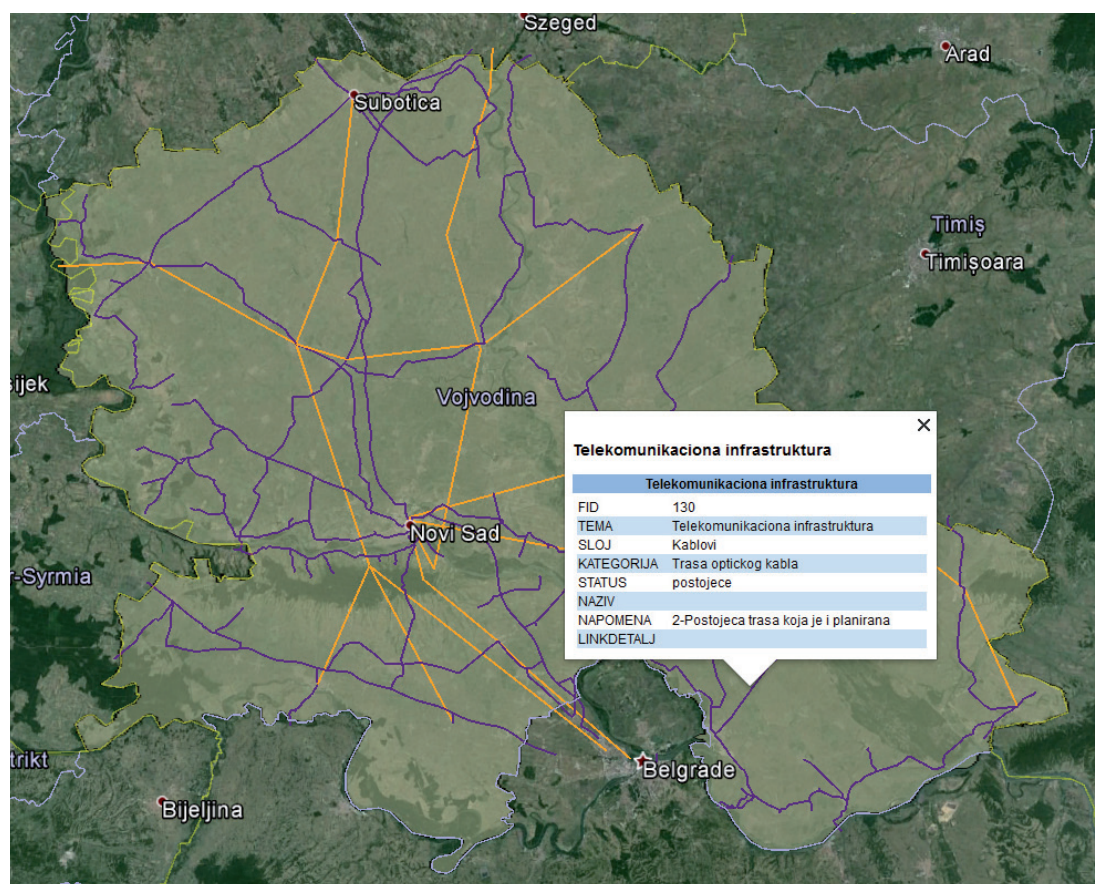 Szeged
Arad
Subotica
Timiș
Timișoara
sijek
Vojvodina
Telekomunikaciona infrastruktura
Telekomunikaciona infrastruktura
FID 130
TEMA Telekomunikaciona infrastruktura
SLOJ Kablovi
KATEGORIJA Trasa optickog kabla
STATUS postojece
NAZIV
NAPOMENA 2-Postojeca trasa koja je i planirana
LINKDETALJ
Novi Sad
r-Syrmia
trikt
Belgrade
Bijeljina